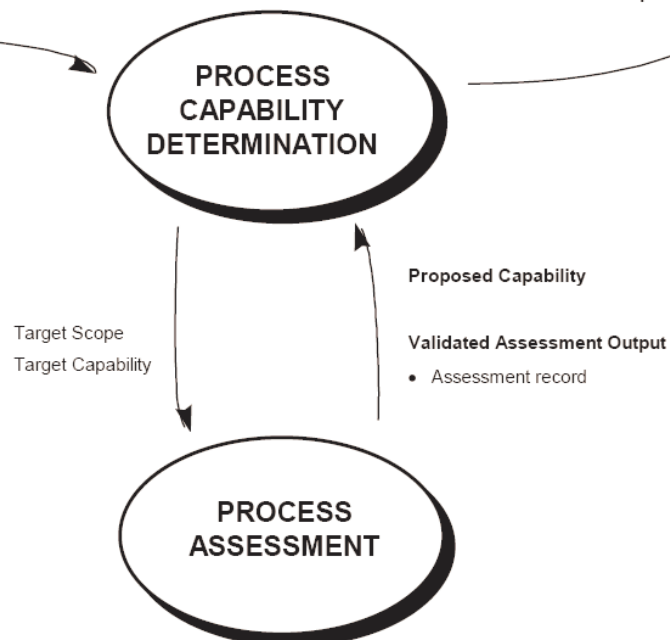 PROCESS
CAPABILITY
DETERMINATION
Proposed Capability
Target Scope
Target Capability
Validated Assessment Output
• Assessment record
PROCESS
ASSESSMENT